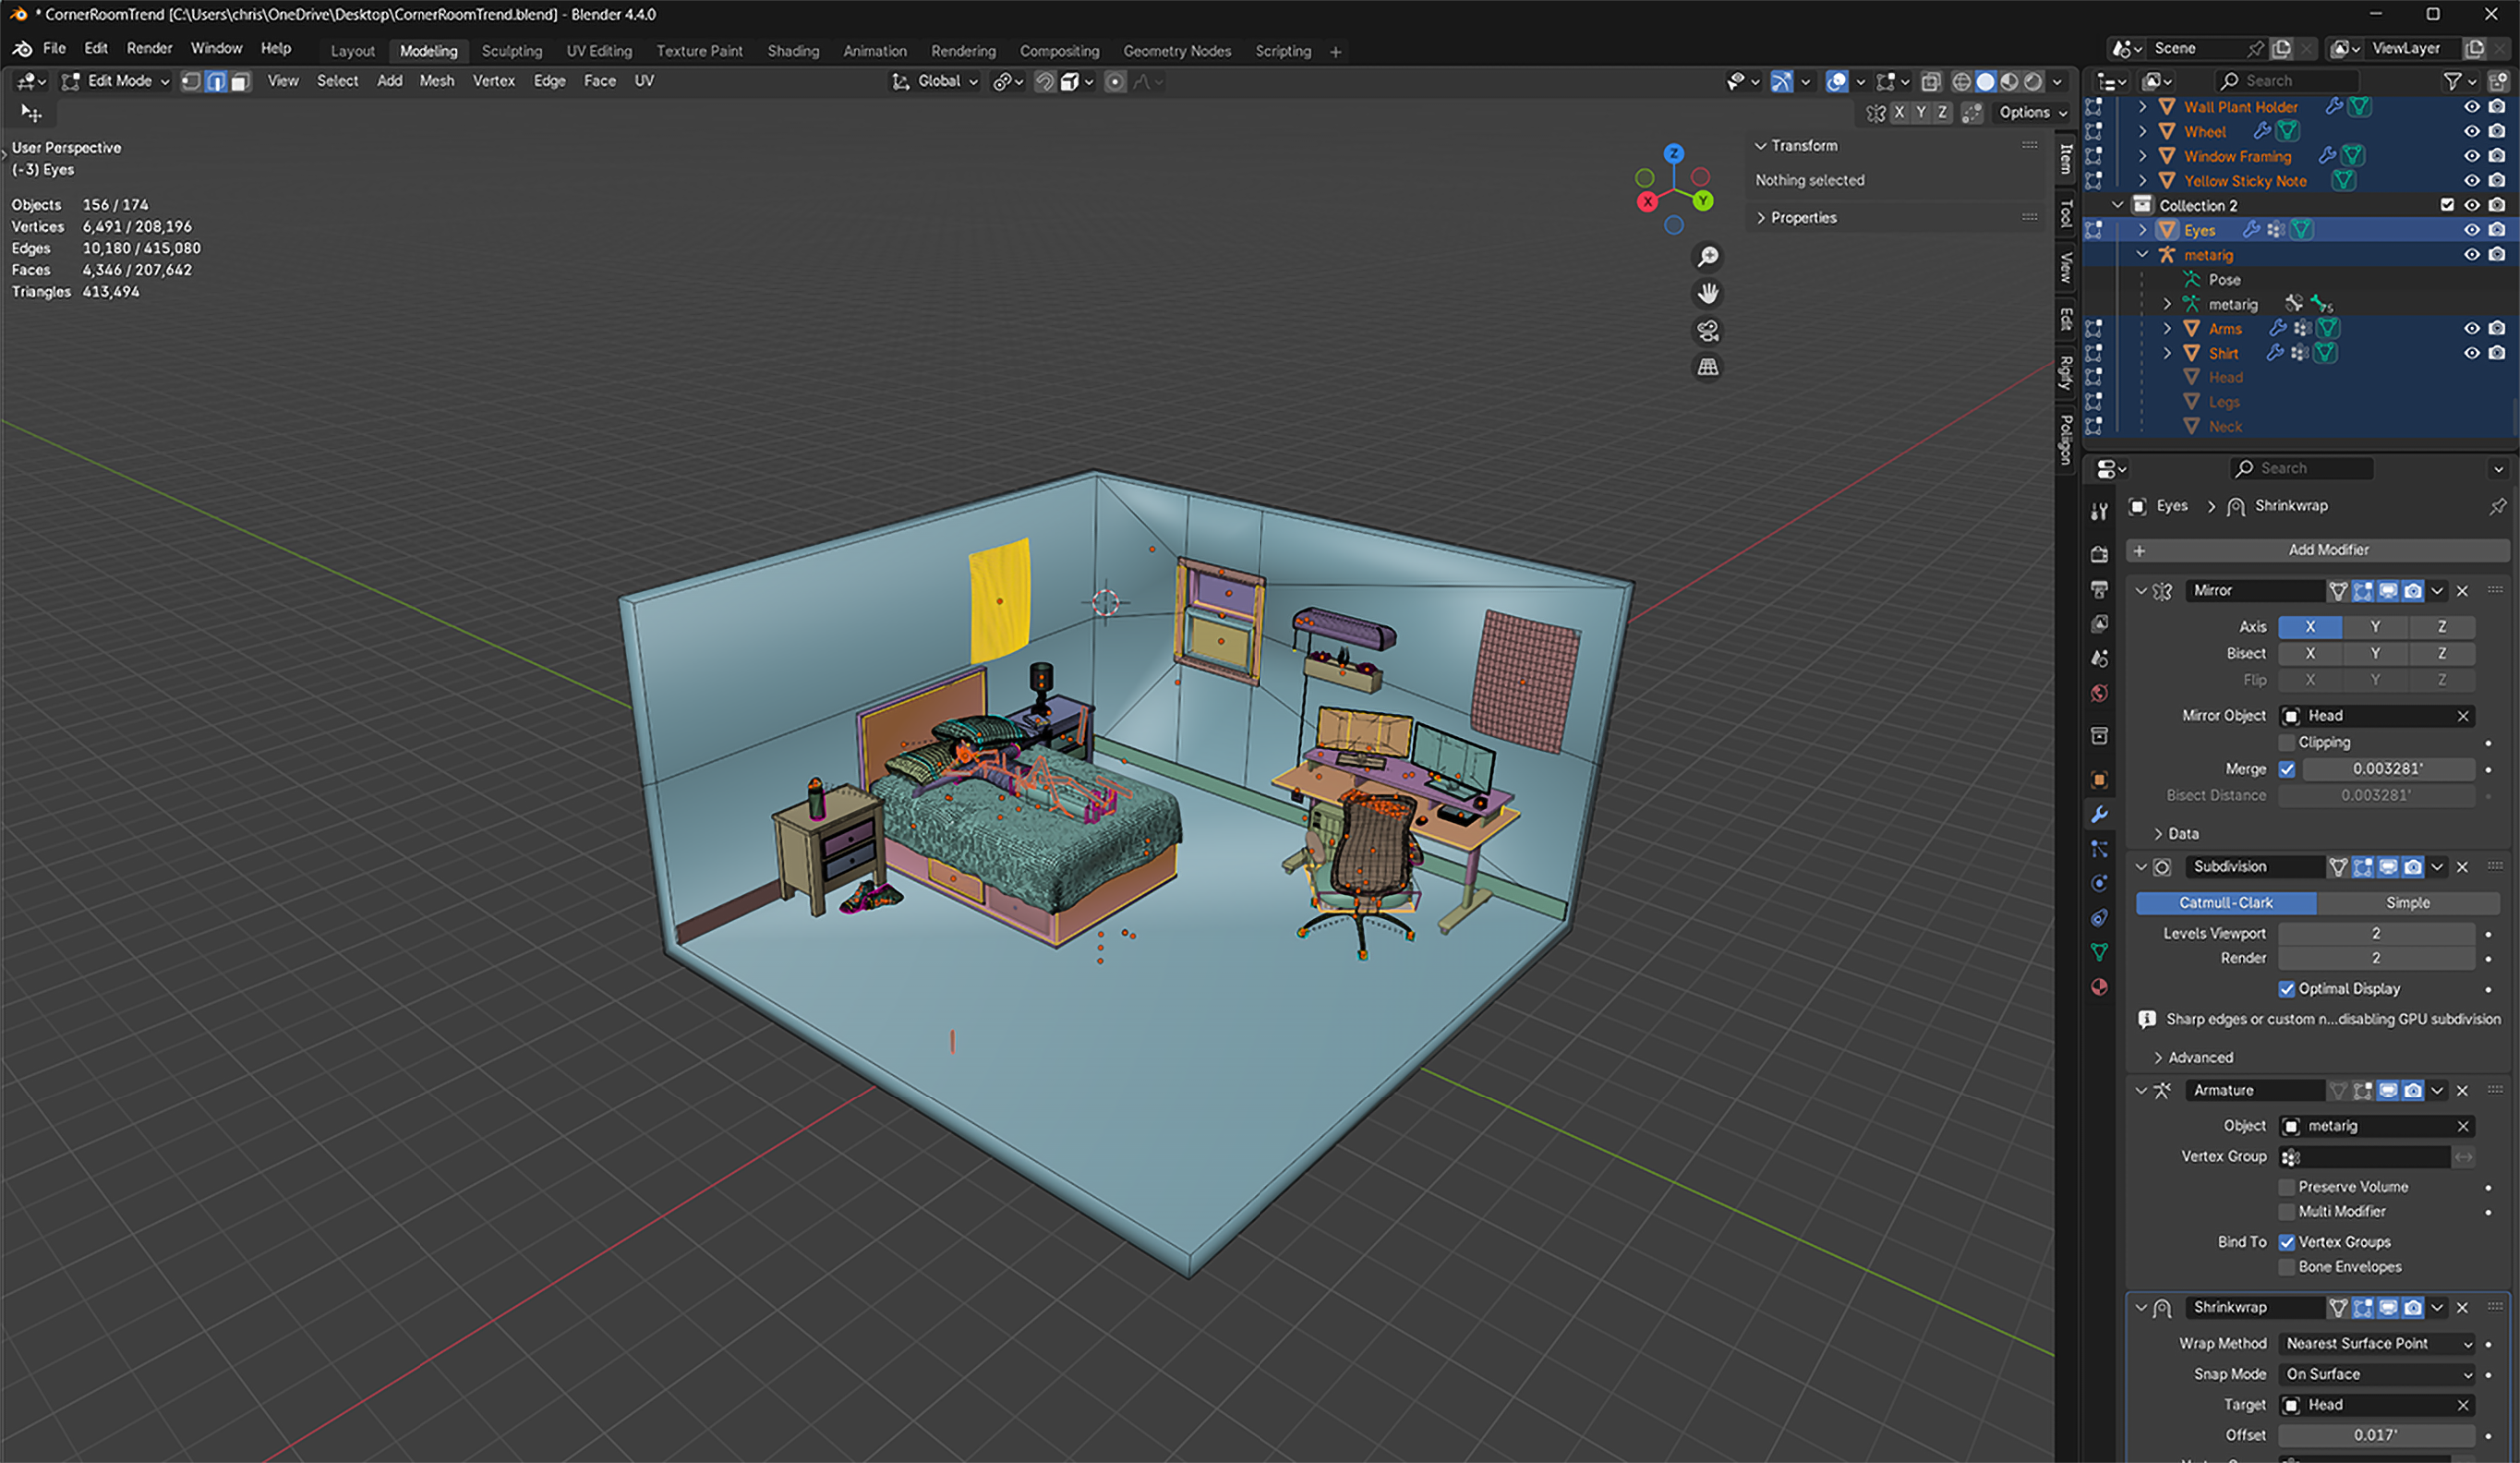 * CornerRoomTrend [C:\Users\chris\OneDrive\Desktop\CornerRoomTrend.blend] - Blender 4.4.0
File Edit Render Window Help Layout Modeling Sculpting UV Editing Texture Paint Shading Animation Rendering Compositing Geometry Nodes Scripting + Scene ViewLayer
Edit Mode View Select Add Mesh Vertex Edge Face UV Global Search
X Y Z Options
User Perspective
(-3) Eyes
Objects 156 / 174
Vertices 6,491 / 208,196
Edges 10,180 / 415,080
Faces 4,346 / 207,642
Triangles 413,494
Z
X
Y
Transform
Nothing selected
Properties
Item
Tool
View
Edit
Rigify
Poliigon
Wall Plant Holder
Wheel
Window Framing
Yellow Sticky Note
Collection 2
Eyes
metarig
Pose
metarig 5
Arms
Shirt
Head
Legs
Neck
Search
Eyes > Shrinkwrap
+ Add Modifier
Mirror
Axis X Y Z
Bisect X Y Z
Flip X Y Z
Mirror Object Head
Clipping
Merge 0.003281'
Bisect Distance 0.003281'
Data
Subdivision
Catmull-Clark Simple
Levels Viewport 2
Render 2
Optimal Display
Sharp edges or custom n...disabling GPU subdivision
Advanced
Armature
Object metarig
Vertex Group
Preserve Volume
Multi Modifier
Bind To Vertex Groups
Bone Envelopes
Shrinkwrap
Wrap Method Nearest Surface Point
Snap Mode On Surface
Target Head
Offset 0.017'